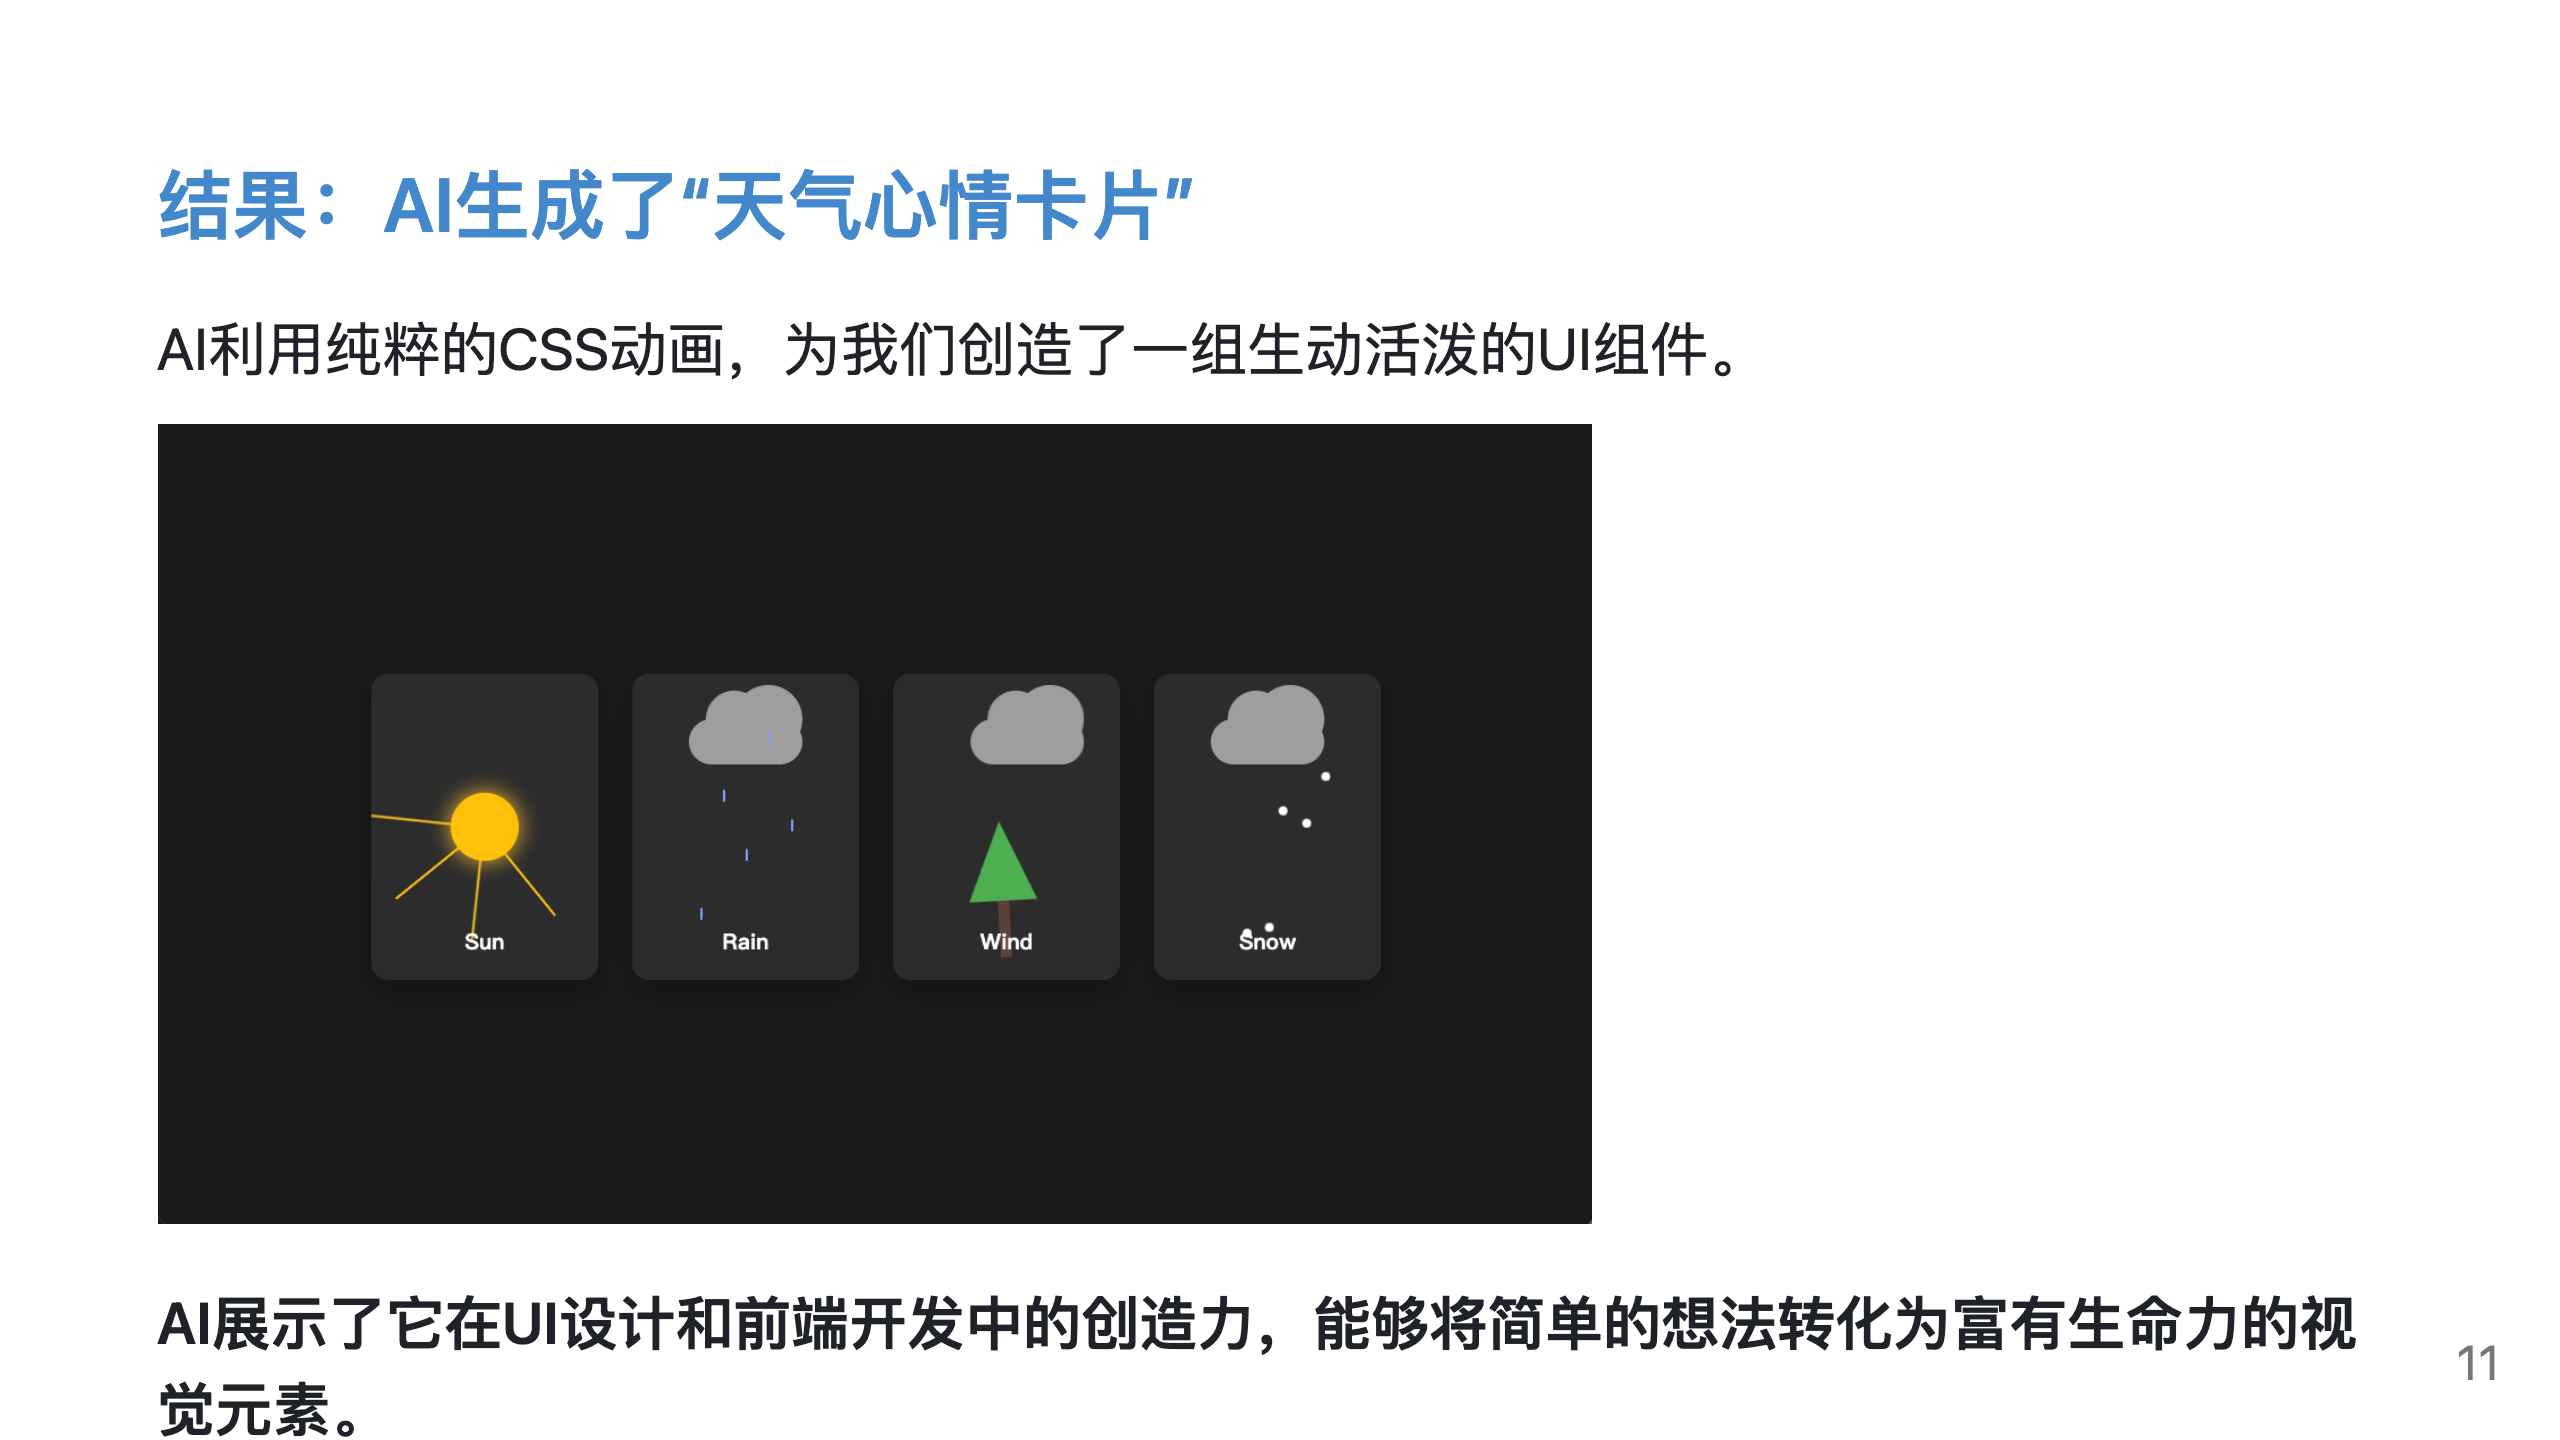 结果：AI生成了“天气心情卡片”
AI利用纯粹的CSS动画，为我们创造了一组生动活泼的UI组件。
Sun
Rain
Wind
Snow
AI展示了它在UI设计和前端开发中的创造力，能够将简单的想法转化为富有生命力的视
觉元素。
11